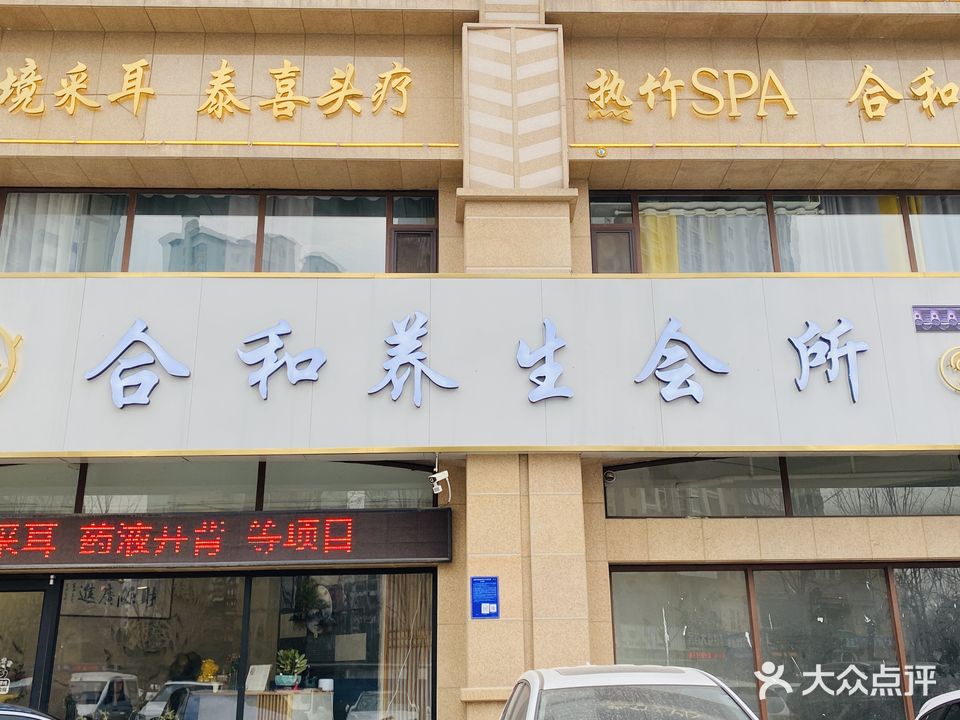 境采耳 泰喜头疗 热竹SPA 合和
合和养生会所
采耳 药液开背 等项目
大众点评